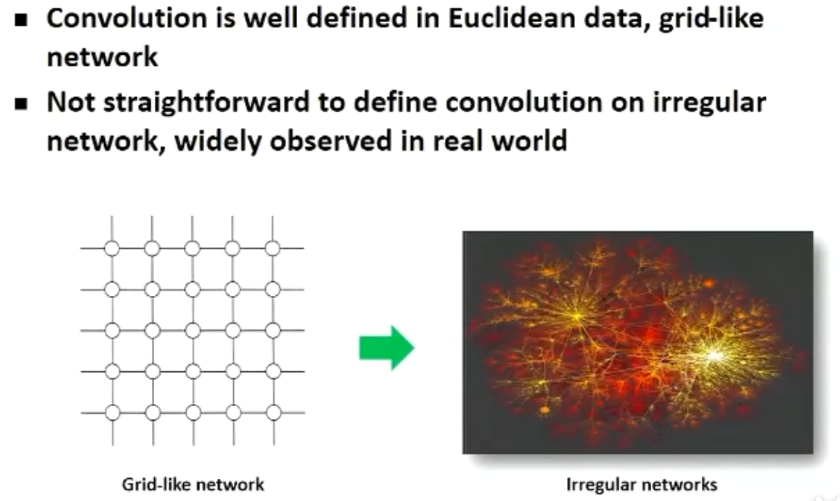 ▪ Convolution is well defined in Euclidean data, grid-like
network
▪ Not straightforward to define convolution on irregular
network, widely observed in real world
Grid-like network
Irregular networks